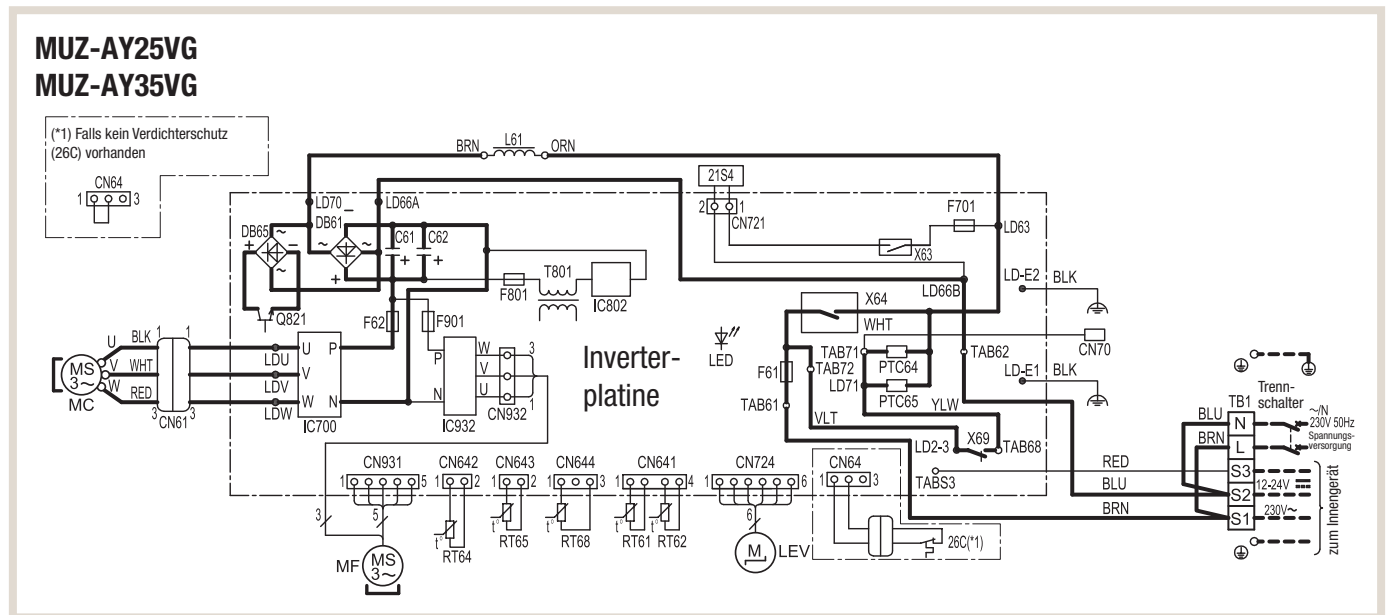 MUZ-AY25VG
MUZ-AY35VG
(*1) Falls kein Verdichterschutz
(26C) vorhanden
CN64
1 3
BRN L61 ORN
21S4
2 1
CN721
F701
LD63
X63
LD70 – LD66A
DB65 ~ DB61 C61 C62
+ –
~ ~ ~
+ + +
Q821
F801 T801 IC802
LD66B
LD-E2 BLK
X64
WHT
F62 F901
LED
Inverter-
platine
TAB71
TAB72
PTC64
LD71
PTC65
TAB62
CN70
LD-E1 BLK
F61
TAB61
VLT
YLW
LD2-3 X69 TAB68
U BLK 1 1
V WHT
W RED
3 3
MS
3~
MC
CN61
LDU
LDV
LDW
U P
V
W N
IC700
P
N
W
V
U
IC932
3
1
CN932
CN931
1 5
CN642
1 2
CN643
1 2
CN644
1 3
CN641
1 4
CN724
1 6
CN64
1 3
TABS3
RED
BLU
BRN
3 5
t° RT64
t° RT65
t° RT68
t° RT61
t° RT62
6
M LEV
26C(*1)
MF MS
3~
Trenn-
schalter
TB1
BLU N ~/N
230V 50Hz
BRN L Spannungs-
versorgung
S3
12-24V
S2
230V~
S1
zum Innengerät